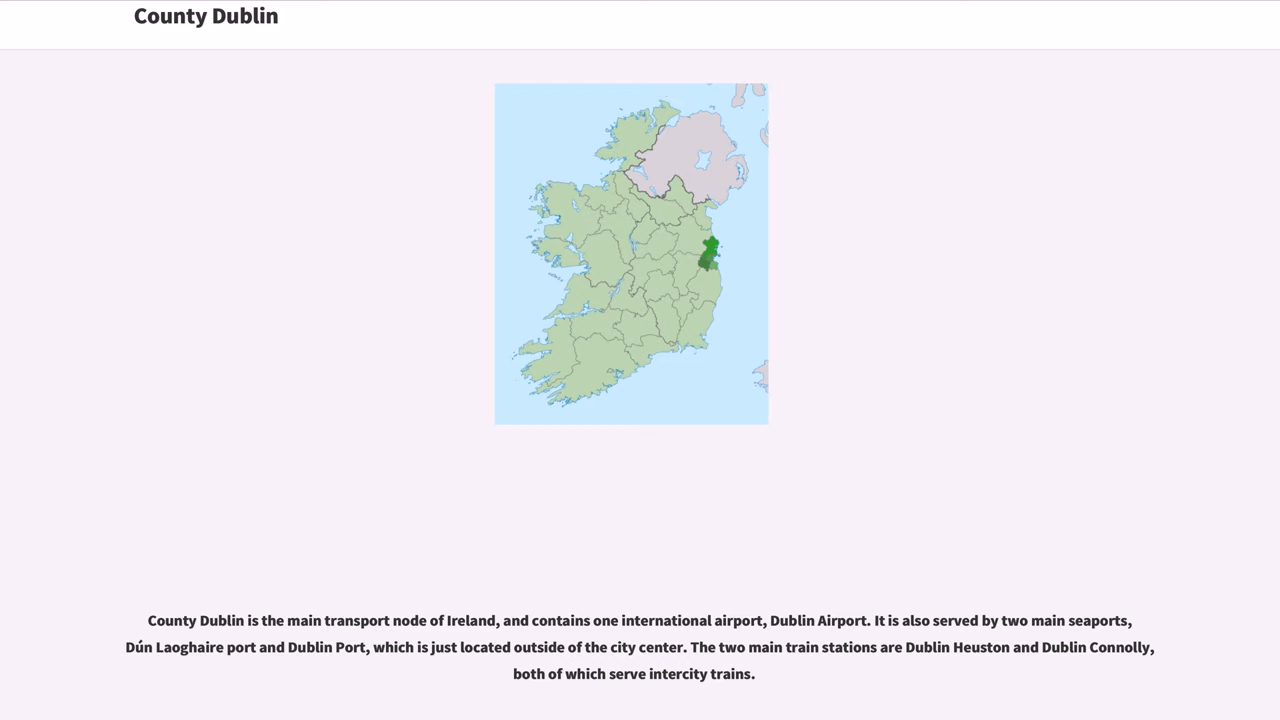 County Dublin
County Dublin is the main transport node of Ireland, and contains one international airport, Dublin Airport. It is also served by two main seaports,
Dún Laoghaire port and Dublin Port, which is just located outside of the city center. The two main train stations are Dublin Heuston and Dublin Connolly,
both of which serve intercity trains.